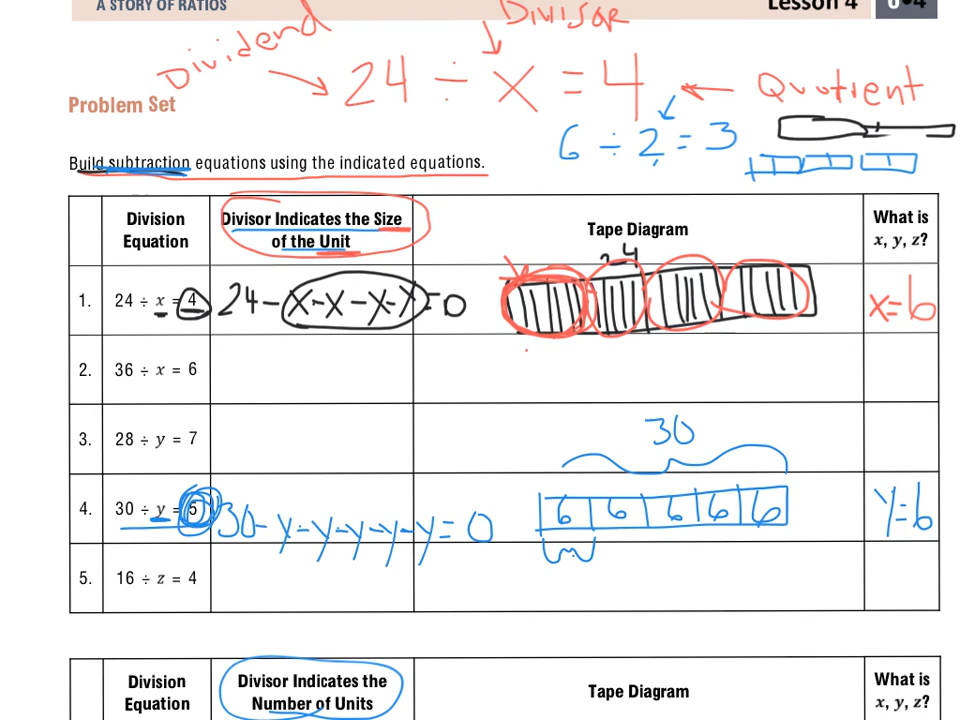 A STORY OF RATIOS
Lesson 4
6•4
Divisor
Dividend
24 ÷ x = 4
Quotient
Problem Set
6 ÷ 2 = 3
Build subtraction equations using the indicated equations.
Division Equation
Divisor Indicates the Size of the Unit
Tape Diagram
What is x, y, z?
24
1. 24 ÷ x = 4
24-x-x-x-x=0
x=6
2. 36 ÷ x = 6
3. 28 ÷ y = 7
30
4. 30 ÷ y = 5
30-y-y-y-y-y=0
6 6 6 6 6
y=6
5. 16 ÷ z = 4
Division Equation
Divisor Indicates the Number of Units
Tape Diagram
What is x, y, z?